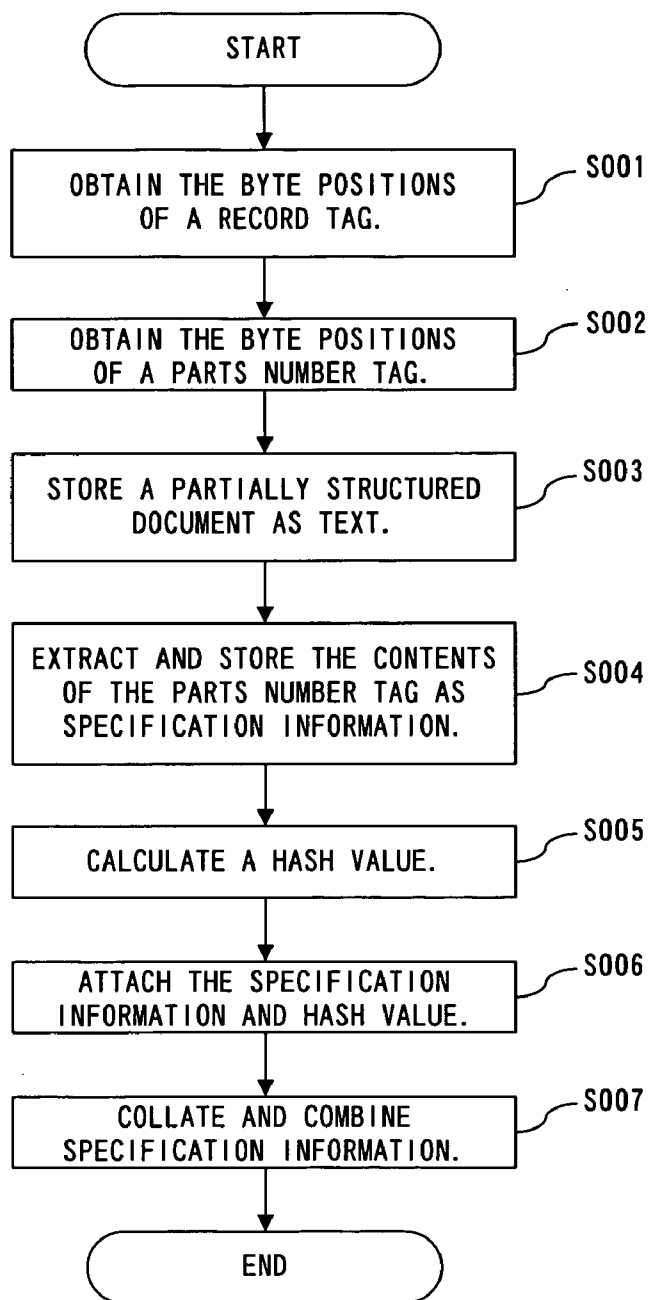 START
OBTAIN THE BYTE POSITIONS
OF A RECORD TAG.
S001
OBTAIN THE BYTE POSITIONS
OF A PARTS NUMBER TAG.
S002
STORE A PARTIALLY STRUCTURED
DOCUMENT AS TEXT.
S003
EXTRACT AND STORE THE CONTENTS
OF THE PARTS NUMBER TAG AS
SPECIFICATION INFORMATION.
S004
CALCULATE A HASH VALUE.
S005
ATTACH THE SPECIFICATION
INFORMATION AND HASH VALUE.
S006
COLLATE AND COMBINE
SPECIFICATION INFORMATION.
S007
END